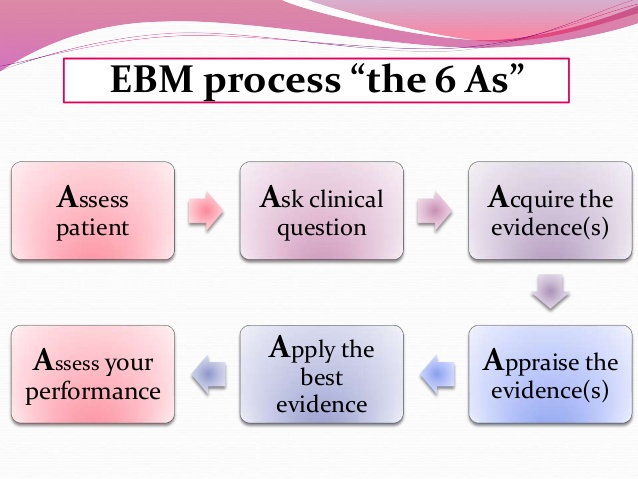 EBM process “the 6 As”
Assess
patient
Ask clinical
question
Acquire the
evidence(s)
Appraise the
evidence(s)
Apply the
best
evidence
Assess your
performance